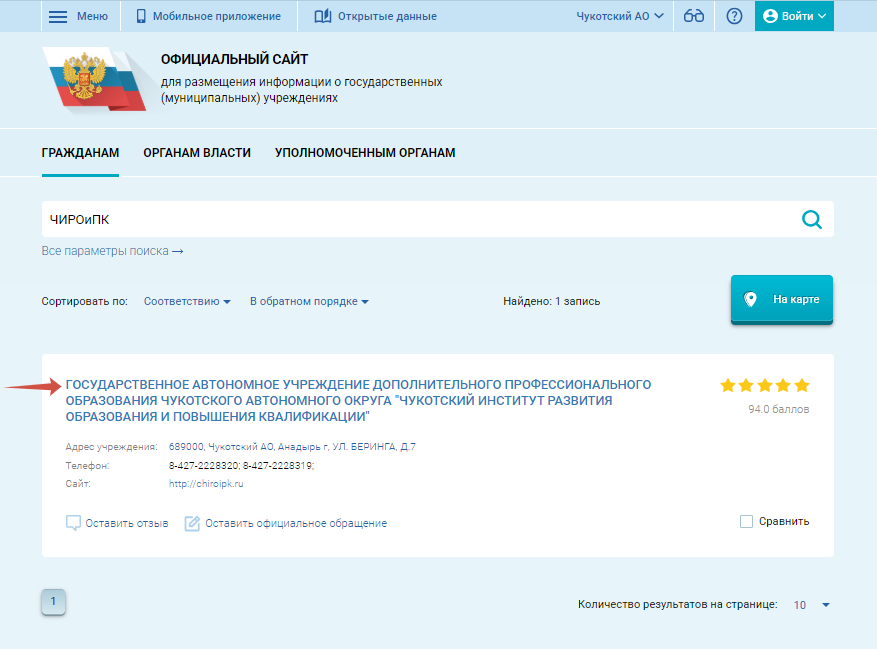 Меню
Мобильное приложение
Открытые данные
Чукотский АО
Войти
ОФИЦИАЛЬНЫЙ САЙТ
для размещения информации о государственных
(муниципальных) учреждениях
ГРАЖДАНАМ
ОРГАНАМ ВЛАСТИ
УПОЛНОМОЧЕННЫМ ОРГАНАМ
ЧИРОиПК
Все параметры поиска →
Сортировать по: Соответствию В обратном порядке
Найдено: 1 запись
На карте
ГОСУДАРСТВЕННОЕ АВТОНОМНОЕ УЧРЕЖДЕНИЕ ДОПОЛНИТЕЛЬНОГО ПРОФЕССИОНАЛЬНОГО
ОБРАЗОВАНИЯ ЧУКОТСКОГО АВТОНОМНОГО ОКРУГА "ЧУКОТСКИЙ ИНСТИТУТ РАЗВИТИЯ
ОБРАЗОВАНИЯ И ПОВЫШЕНИЯ КВАЛИФИКАЦИИ"
94.0 баллов
Адрес учреждения: 689000, Чукотский АО, Анадырь г, УЛ. БЕРИНГА, Д.7
Телефон: 8-427-2228320; 8-427-2228319;
Сайт: http://chiroipk.ru
Оставить отзыв
Оставить официальное обращение
Сравнить
1
Количество результатов на странице: 10